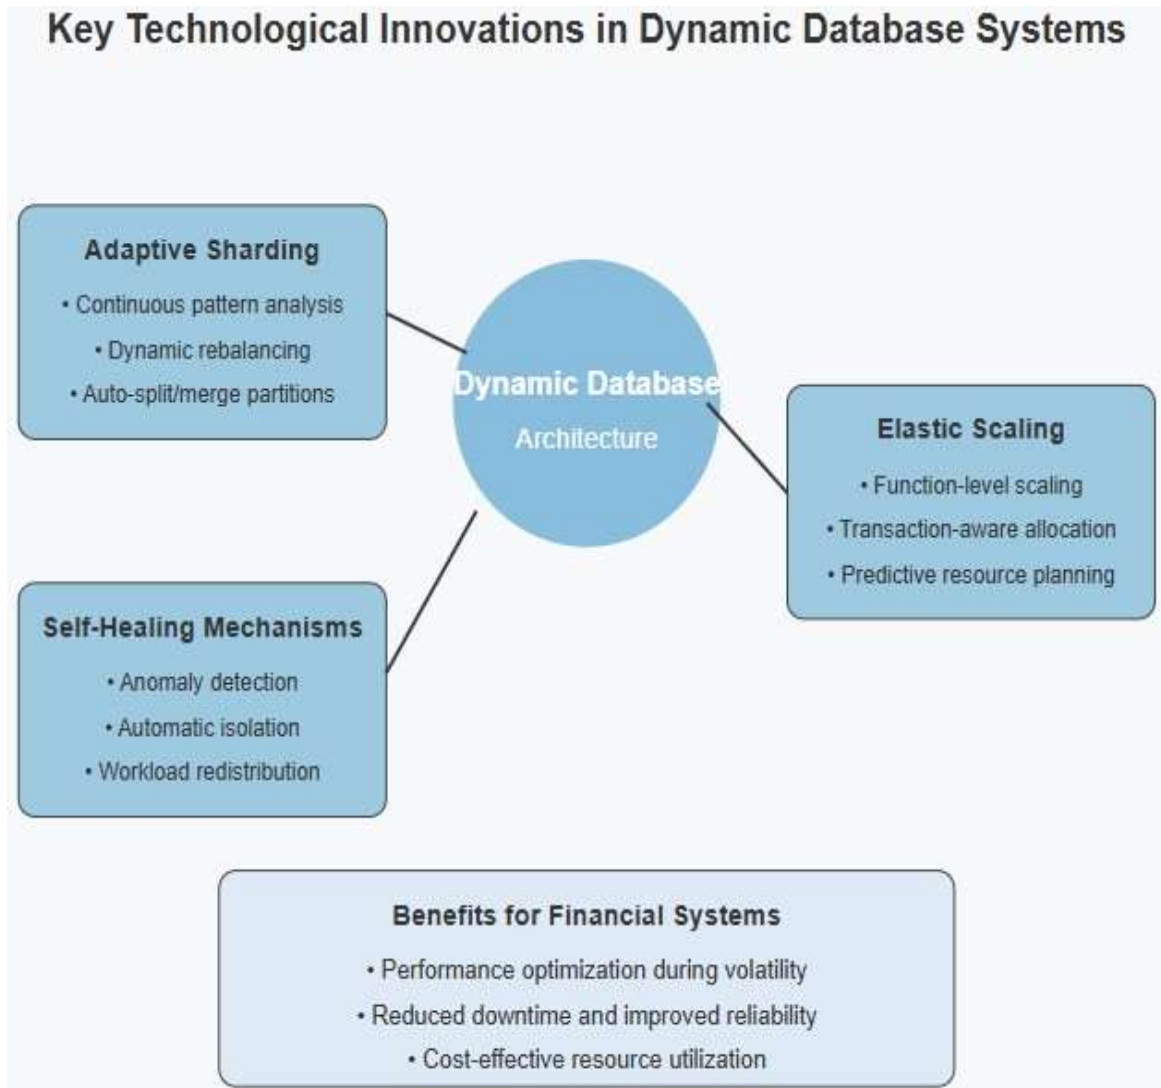 Key Technological Innovations in Dynamic Database Systems
Adaptive Sharding
• Continuous pattern analysis
• Dynamic rebalancing
• Auto-split/merge partitions
Dynamic Database
Architecture
Elastic Scaling
• Function-level scaling
• Transaction-aware allocation
• Predictive resource planning
Self-Healing Mechanisms
• Anomaly detection
• Automatic isolation
• Workload redistribution
Benefits for Financial Systems
• Performance optimization during volatility
• Reduced downtime and improved reliability
• Cost-effective resource utilization